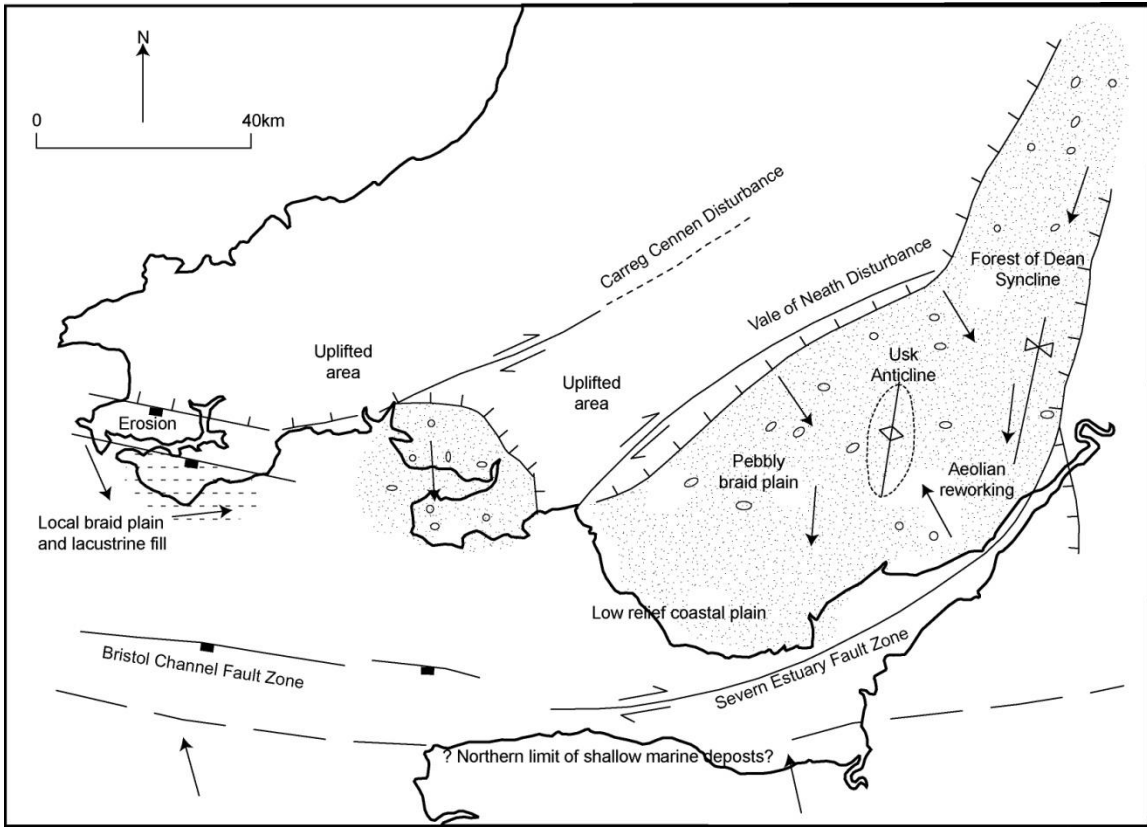 N
0
40km
Carreg Cennen Disturbance
Vale of Neath Disturbance
Forest of Dean
Syncline
Uplifted
area
Uplifted
area
Usk
Anticline
Erosion
Pebbly
braid plain
Aeolian
reworking
Local braid plain
and lacustrine fill
Low relief coastal plain
Bristol Channel Fault Zone
Severn Estuary Fault Zone
? Northern limit of shallow marine deposts?